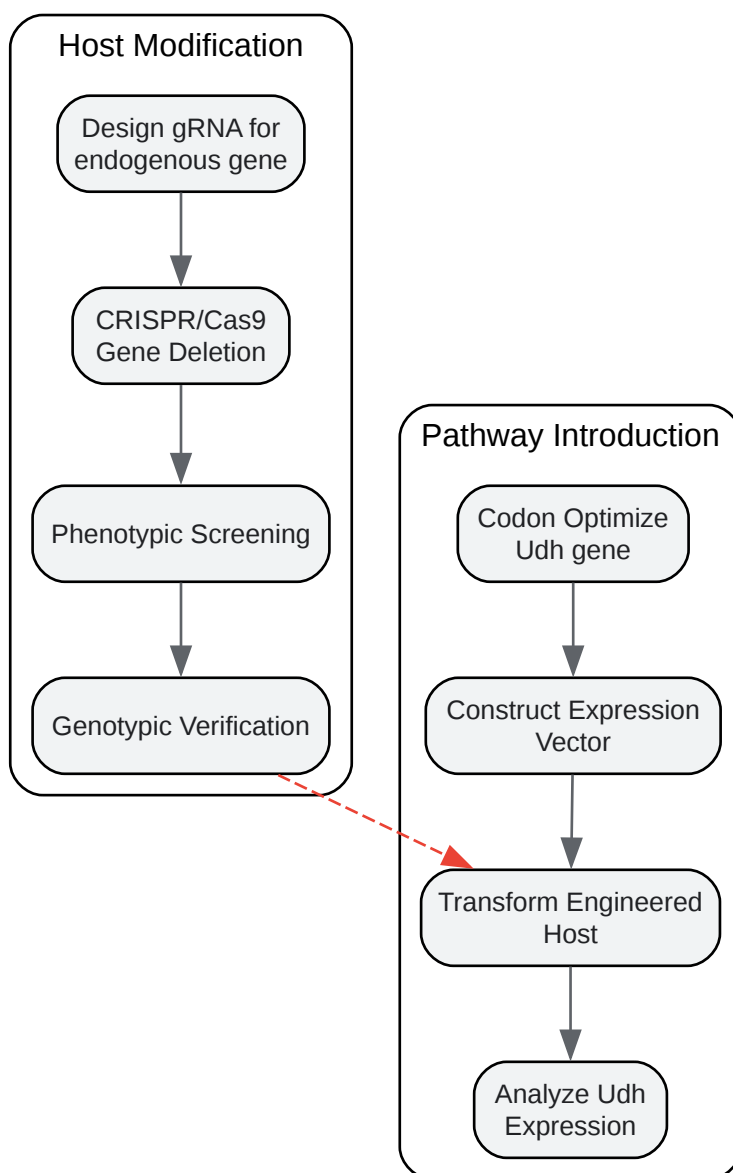 Host Modification
Design gRNA for
endogenous gene
CRISPR/Cas9
Gene Deletion
Phenotypic Screening
Genotypic Verification
Pathway Introduction
Codon Optimize
Udh gene
Construct Expression
Vector
Transform Engineered
Host
Analyze Udh
Expression